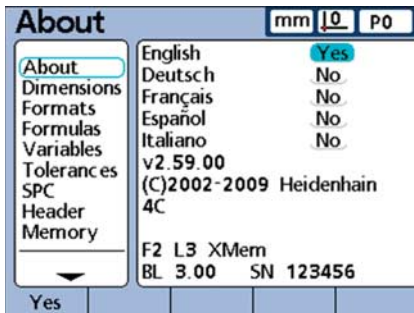 About
mm 0 P0
About
Dimensions
Formats
Formulas
Variables
Tolerances
SPC
Header
Memory
English Yes
Deutsch No
Français No
Español No
Italiano No
v2.59.00
(C)2002-2009 Heidenhain
4C
F2 L3 XMem
BL 3.00 SN 123456
Yes